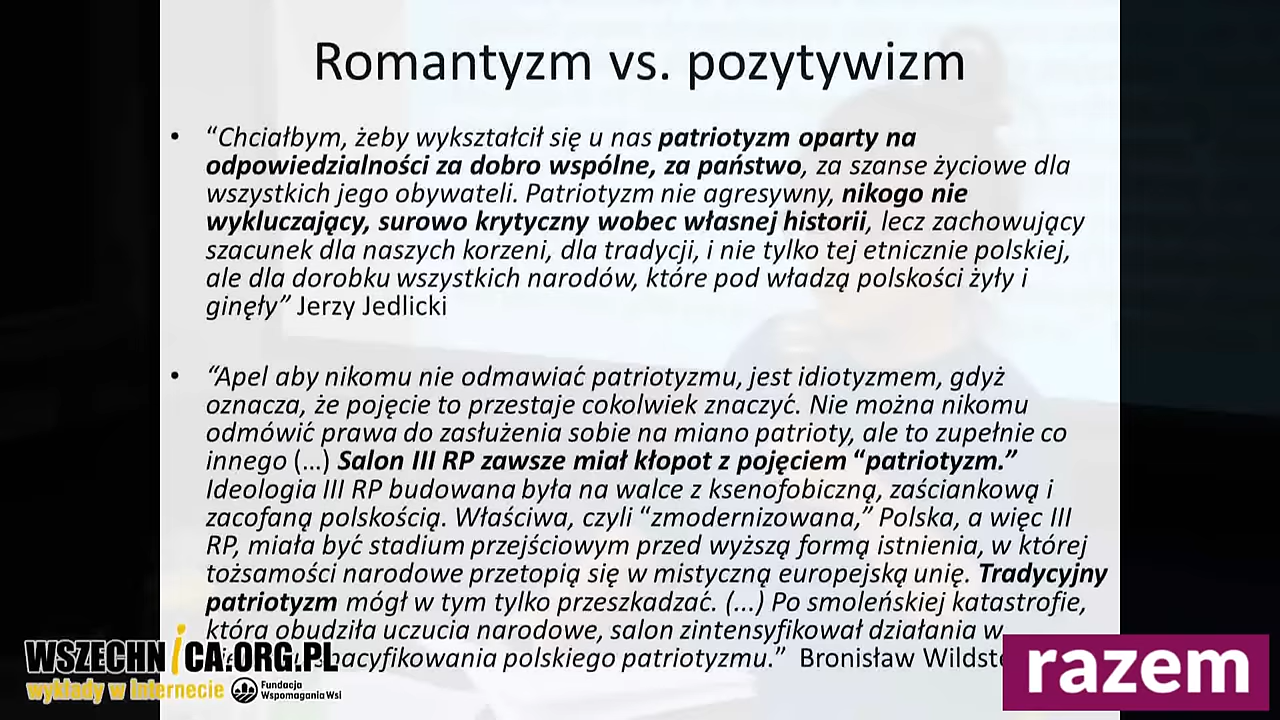 Romantyzm vs. pozytywizm
• “Chciałbym, żeby wykształcił się u nas patriotyzm oparty na
odpowiedzialności za dobro wspólne, za państwo, za szanse życiowe dla
wszystkich jego obywateli. Patriotyzm nie agresywny, nikogo nie
wykluczający, surowo krytyczny wobec własnej historii, lecz zachowujący
szacunek dla naszych korzeni, dla tradycji, i nie tylko tej etnicznie polskiej,
ale dla dorobku wszystkich narodów, które pod władzą polskości żyły i
ginęły” Jerzy Jedlicki
• “Apel aby nikomu nie odmawiać patriotyzmu, jest idiotyzmem, gdyż
oznacza, że pojęcie to przestaje cokolwiek znaczyć. Nie można nikomu
odmówić prawa do zasłużenia sobie na miano patrioty, ale to zupełnie co
innego (…) Salon III RP zawsze miał kłopot z pojęciem “patriotyzm.”
Ideologia III RP budowana była na walce z ksenofobiczną, zaściankową i
zacofaną polskością. Właściwa, czyli “zmodernizowana,” Polska, a więc III
RP, miała być stadium przejściowym przed wyższą formą istnienia, w której
tożsamości narodowe przetopią się w mistyczną europejską unię. Tradycyjny
patriotyzm mógł w tym tylko przeszkadzać. (...) Po smoleńskiej katastrofie,
która obudziła uczucia narodowe, salon zintensyfikował działania w
pacyfikowania polskiego patriotyzmu.” Bronisław
WSZECHNICA.ORG.PL
wykłady w internecie
Fundacja
Wspomagania Wsi
razem